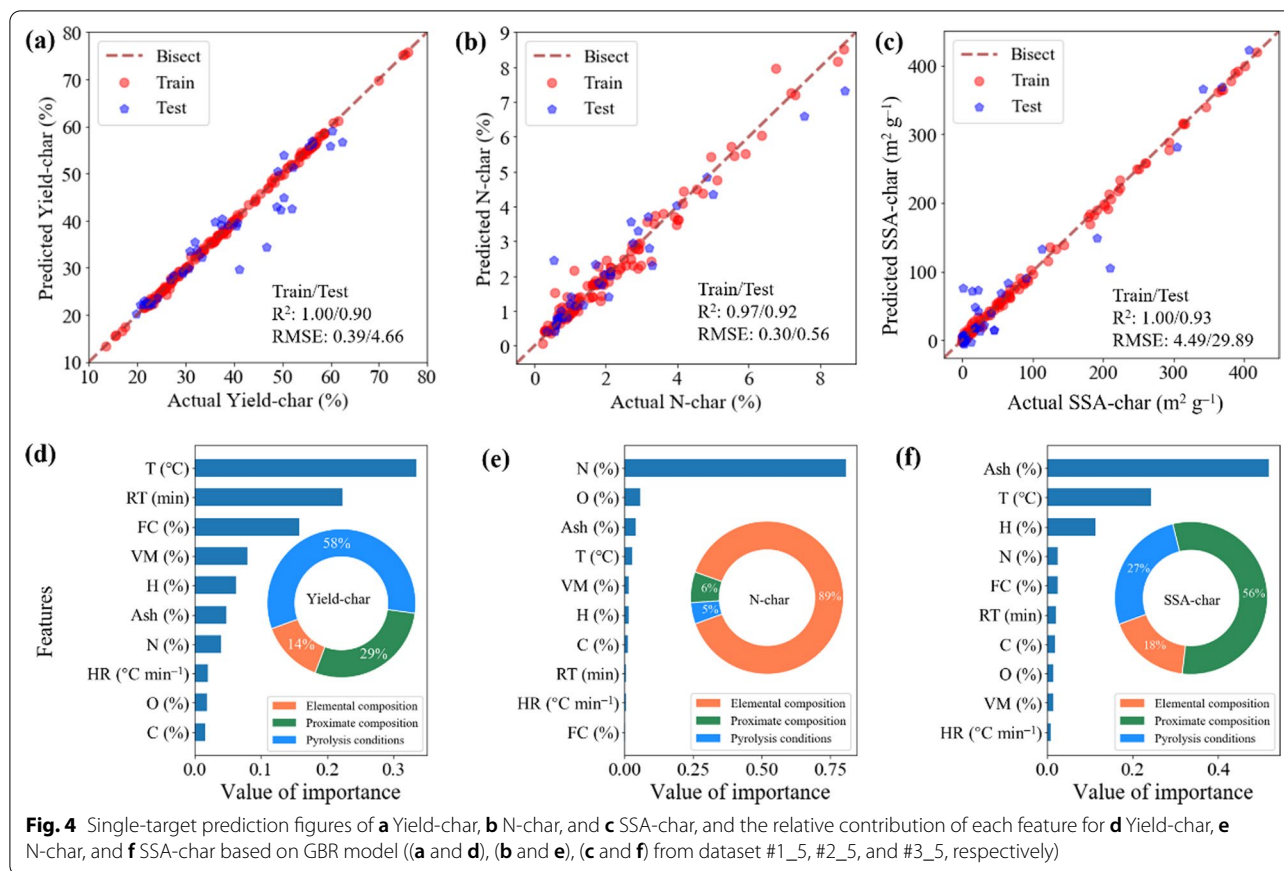 (a)
Bisect
Train
Test
Train/Test
R²: 1.00/0.90
RMSE: 0.39/4.66
80
70
60
50
40
30
20
10
10 20 30 40 50 60 70 80
Predicted Yield-char (%)
Actual Yield-char (%)
(b)
Bisect
Train
Test
Train/Test
R²: 0.97/0.92
RMSE: 0.30/0.56
9
8
7
6
5
4
3
2
1
0
0 2 4 6 8
Predicted N-char (%)
Actual N-char (%)
(c)
Bisect
Train
Test
Train/Test
R²: 1.00/0.93
RMSE: 4.49/29.89
400
300
200
100
0
0 100 200 300 400
Predicted SSA-char (m² g⁻¹)
Actual SSA-char (m² g⁻¹)
(d)
Features
T (°C)
RT (min)
FC (%)
VM (%)
H (%)
Ash (%)
N (%)
HR (°C min⁻¹)
O (%)
C (%)
58%
Yield-char
14%
29%
Elemental composition
Proximate composition
Pyrolysis conditions
0.0 0.1 0.2 0.3
Value of importance
(e)
N (%)
O (%)
Ash (%)
T (°C)
VM (%)
H (%)
C (%)
RT (min)
HR (°C min⁻¹)
FC (%)
6%
5%
N-char
89%
Elemental composition
Proximate composition
Pyrolysis conditions
0.00 0.25 0.50 0.75
Value of importance
(f)
Ash (%)
T (°C)
H (%)
N (%)
FC (%)
RT (min)
C (%)
O (%)
VM (%)
HR (°C min⁻¹)
27%
SSA-char
56%
18%
Elemental composition
Proximate composition
Pyrolysis conditions
0.0 0.2 0.4
Value of importance
Fig. 4 Single-target prediction figures of a Yield-char, b N-char, and c SSA-char, and the relative contribution of each feature for d Yield-char, e
N-char, and f SSA-char based on GBR model ((a and d), (b and e), (c and f) from dataset #1_5, #2_5, and #3_5, respectively)